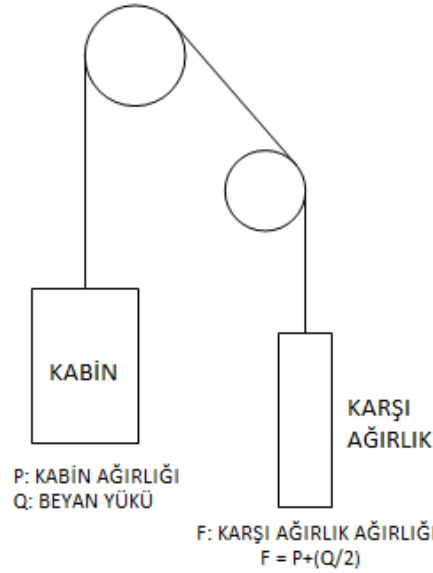 KABİN
KARŞI
AĞIRLIK
P: KABİN AĞIRLIĞI
Q: BEYAN YÜKÜ
F: KARŞI AĞIRLIK AĞIRLIĞI
F = P+(Q/2)